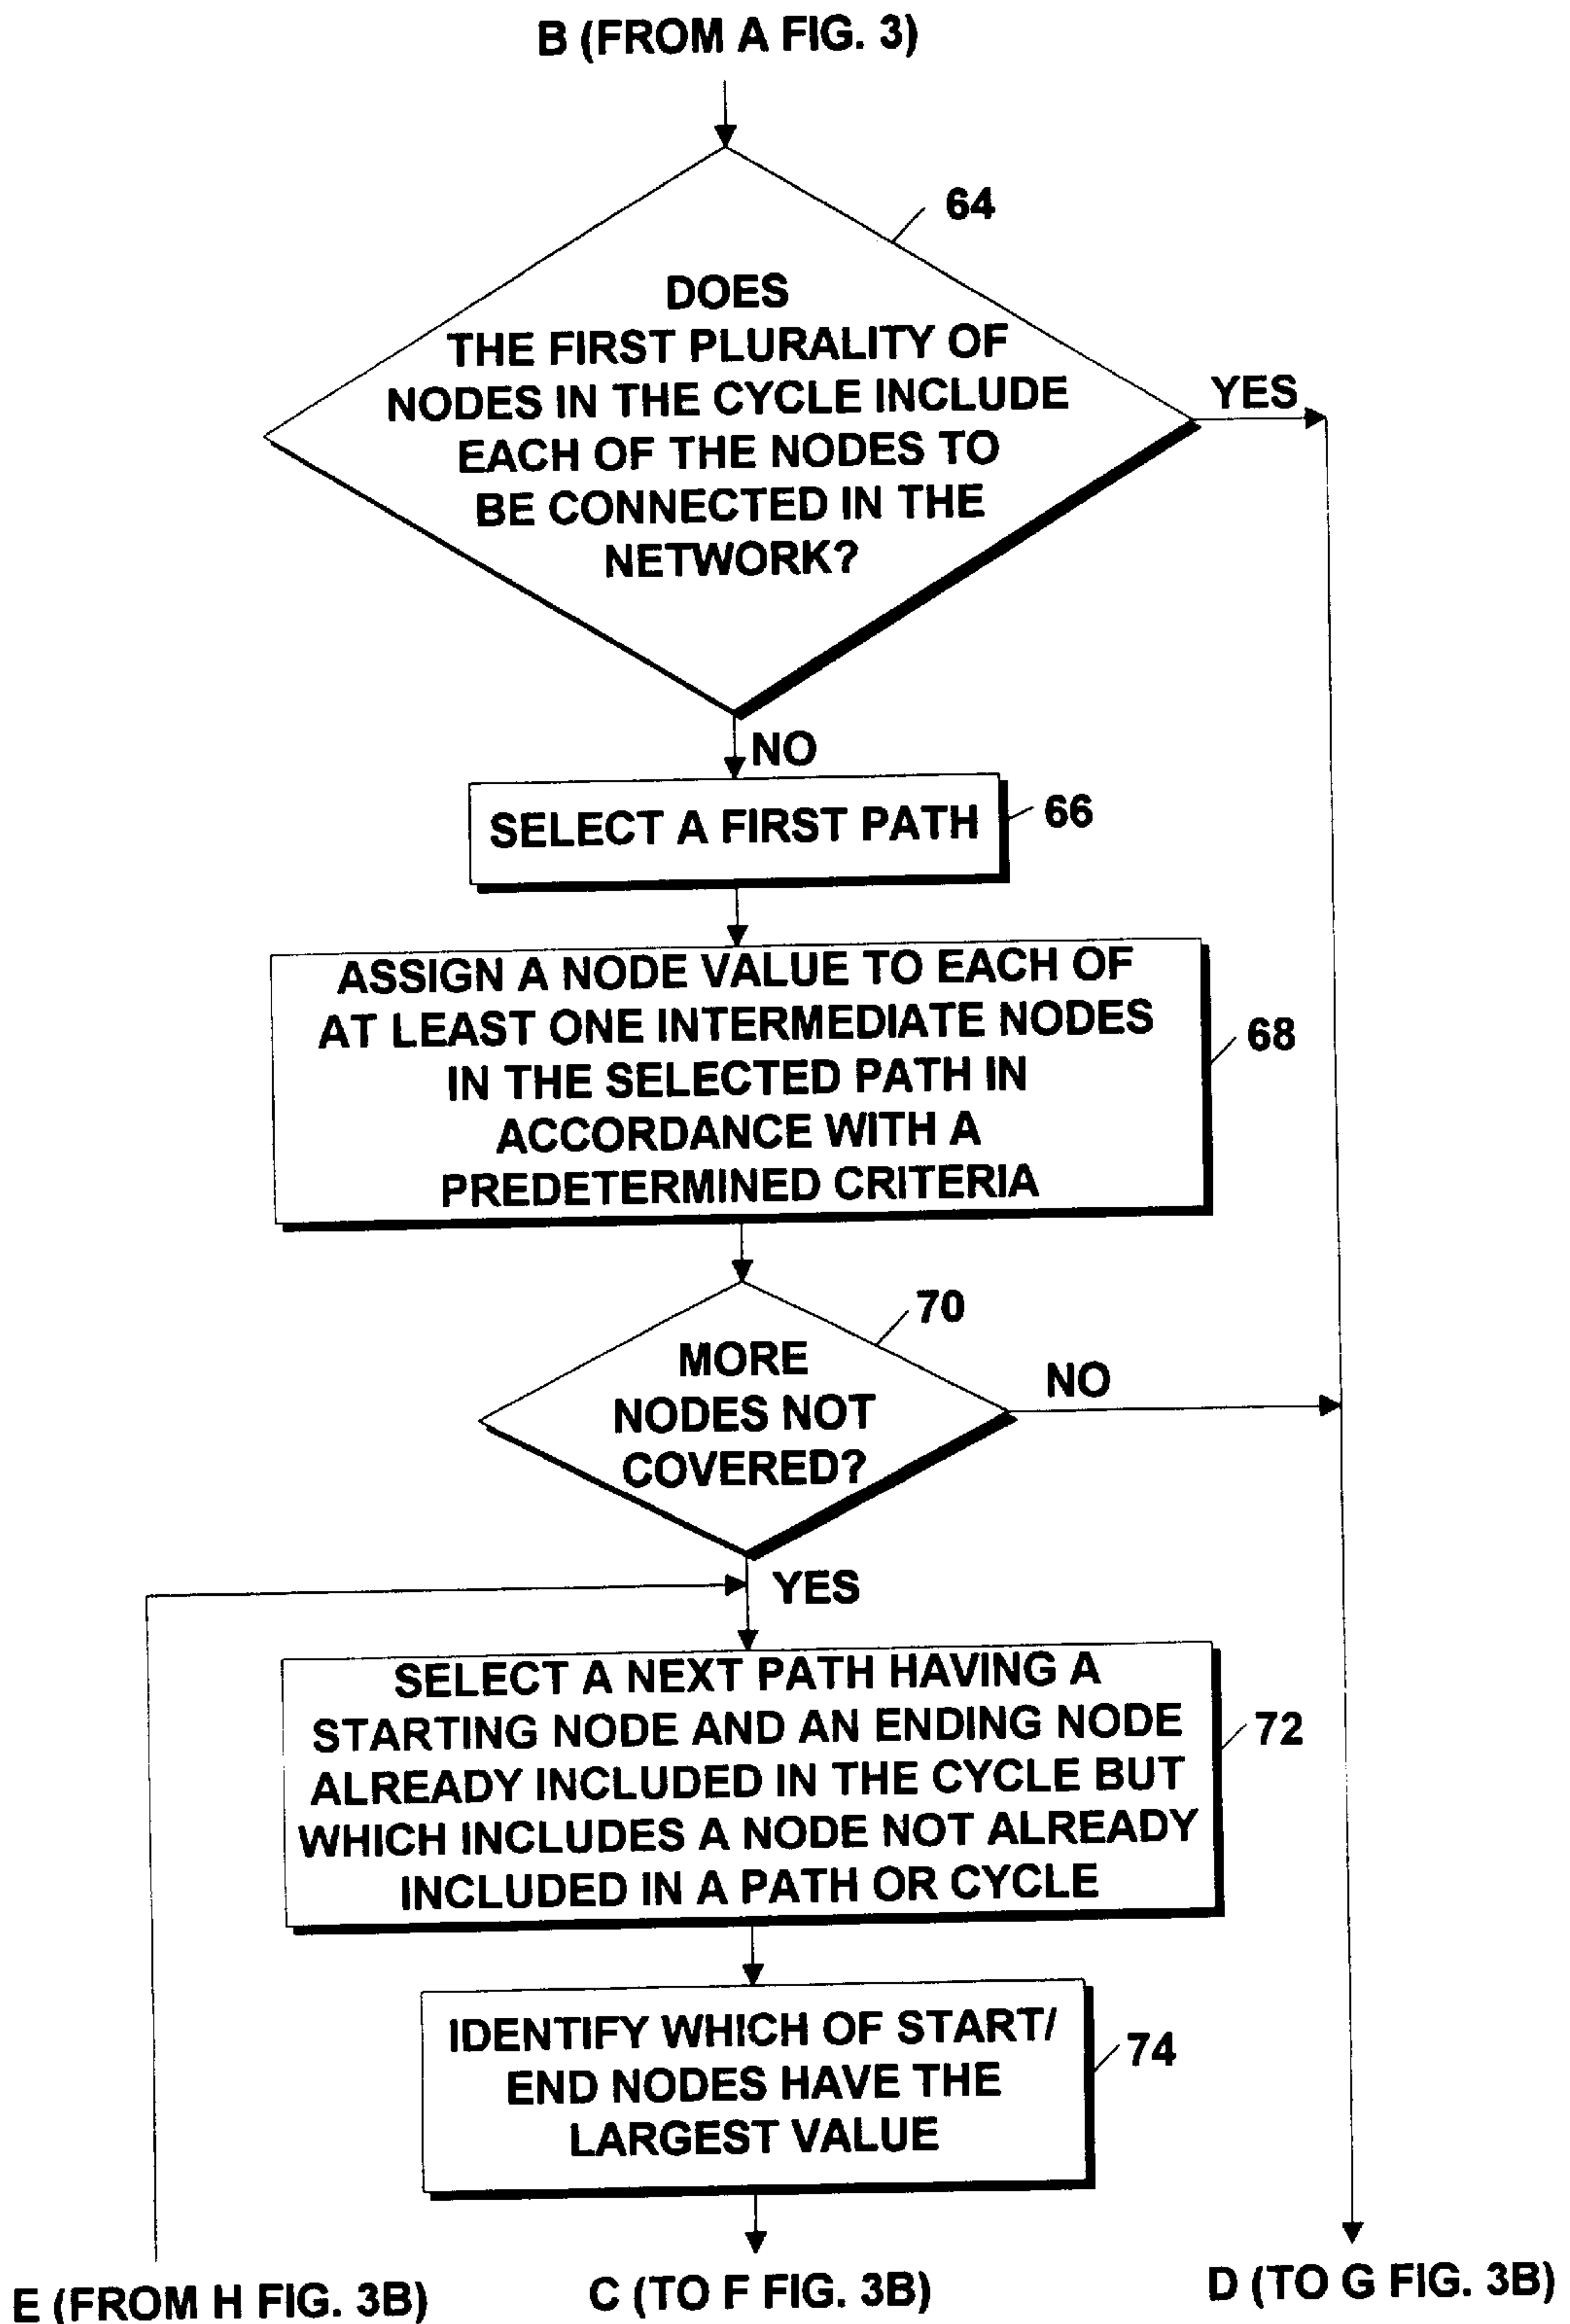 B (FROM A FIG. 3)
64
DOES
THE FIRST PLURALITY OF
NODES IN THE CYCLE INCLUDE
EACH OF THE NODES TO
BE CONNECTED IN THE
NETWORK?
YES
NO
SELECT A FIRST PATH
66
ASSIGN A NODE VALUE TO EACH OF
AT LEAST ONE INTERMEDIATE NODES
IN THE SELECTED PATH IN
ACCORDANCE WITH A
PREDETERMINED CRITERIA
68
70
MORE
NODES NOT
COVERED?
NO
YES
SELECT A NEXT PATH HAVING A
STARTING NODE AND AN ENDING NODE
ALREADY INCLUDED IN THE CYCLE BUT
WHICH INCLUDES A NODE NOT ALREADY
INCLUDED IN A PATH OR CYCLE
72
IDENTIFY WHICH OF START/
END NODES HAVE THE
LARGEST VALUE
74
E (FROM H FIG. 3B)
C (TO F FIG. 3B)
D (TO G FIG. 3B)